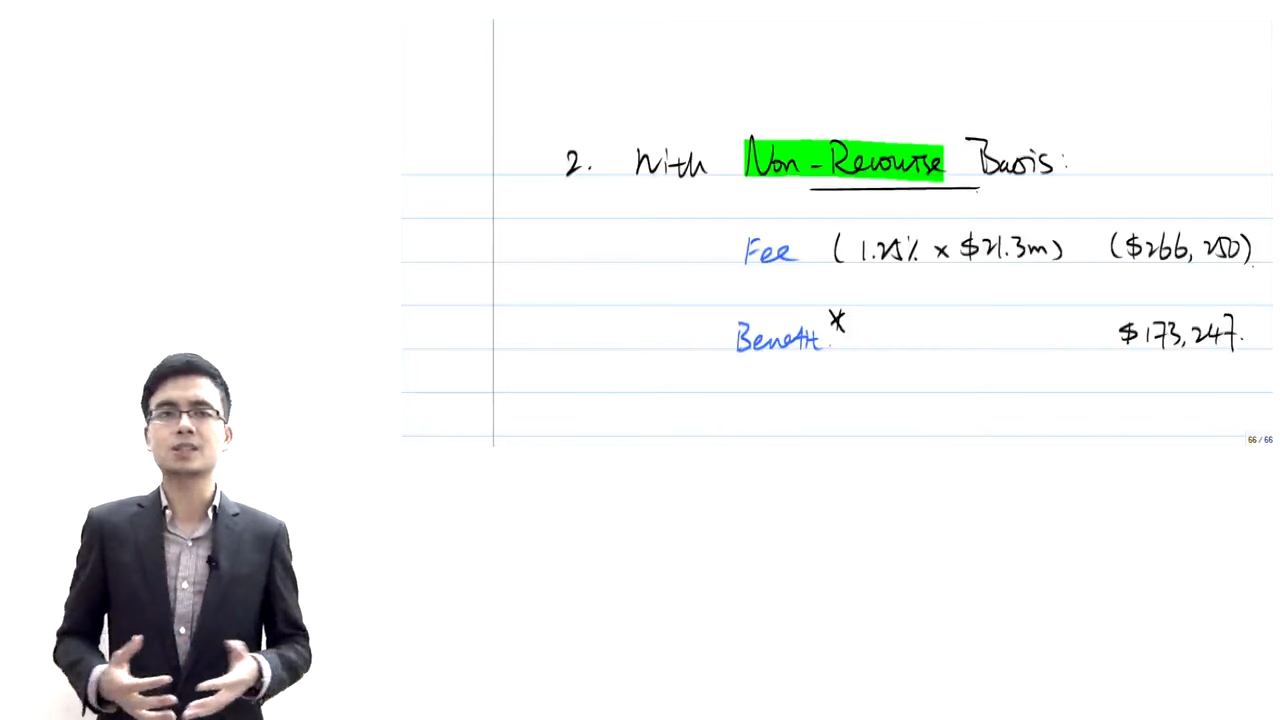 2. With Non-Recourse Basis:
Fee (1.25% x $21.3m) ($266,250).
Benefit.* $173,247.
66 / 66